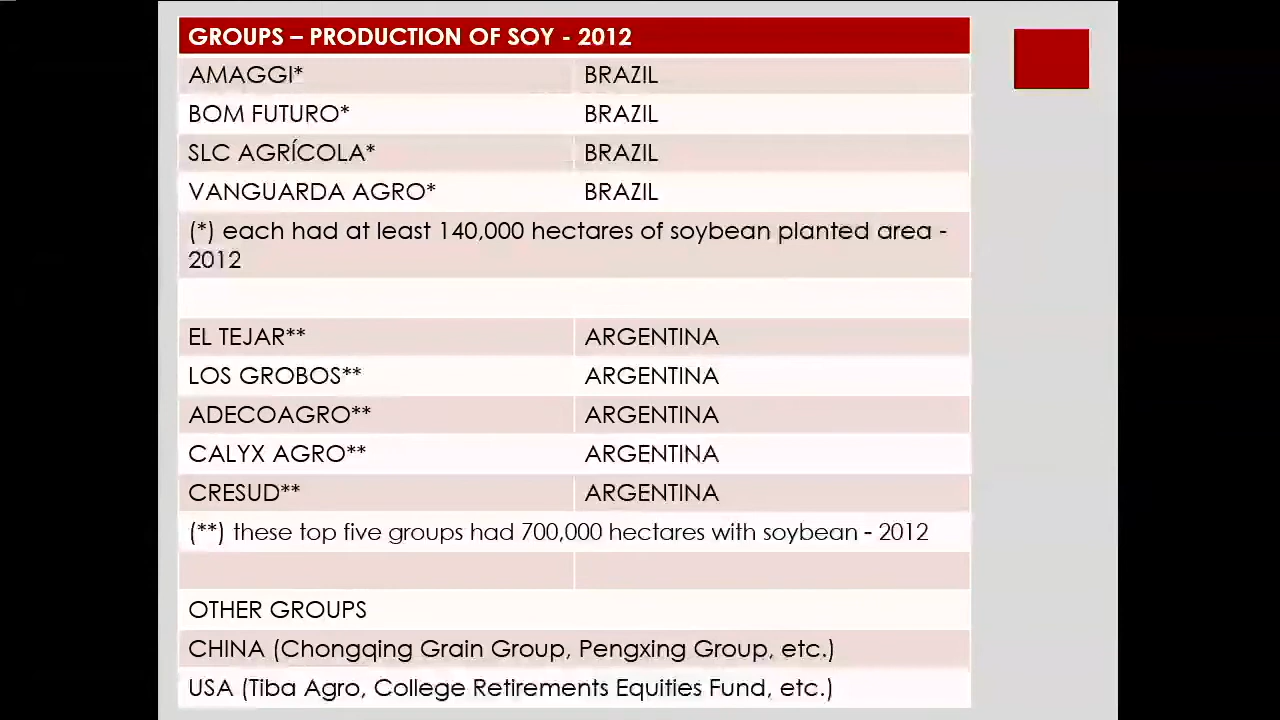 GROUPS – PRODUCTION OF SOY - 2012
AMAGGI* BRAZIL
BOM FUTURO* BRAZIL
SLC AGRÍCOLA* BRAZIL
VANGUARDA AGRO* BRAZIL
(*) each had at least 140,000 hectares of soybean planted area -
2012
EL TEJAR** ARGENTINA
LOS GROBOS** ARGENTINA
ADECOAGRO** ARGENTINA
CALYX AGRO** ARGENTINA
CRESUD** ARGENTINA
(**) these top five groups had 700,000 hectares with soybean - 2012
OTHER GROUPS
CHINA (Chongqing Grain Group, Pengxing Group, etc.)
USA (Tiba Agro, College Retirements Equities Fund, etc.)